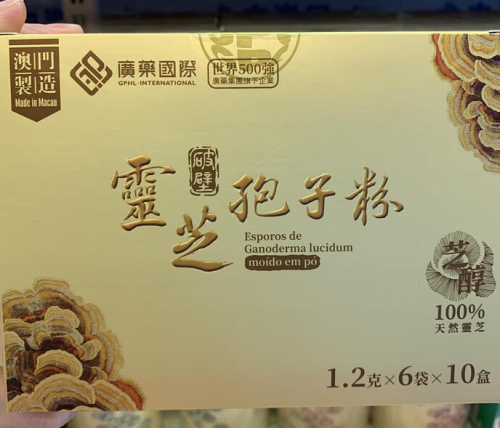 澳門
製造
Made in Macau
廣藥國際
GPHL·INTERNATIONAL
世界500強
廣藥集團旗下企業
破壁
靈芝孢子粉
Esporos de
Ganoderma lucidum
moído em pó
芝醇
100%
天然靈芝
1.2克×6袋×10盒